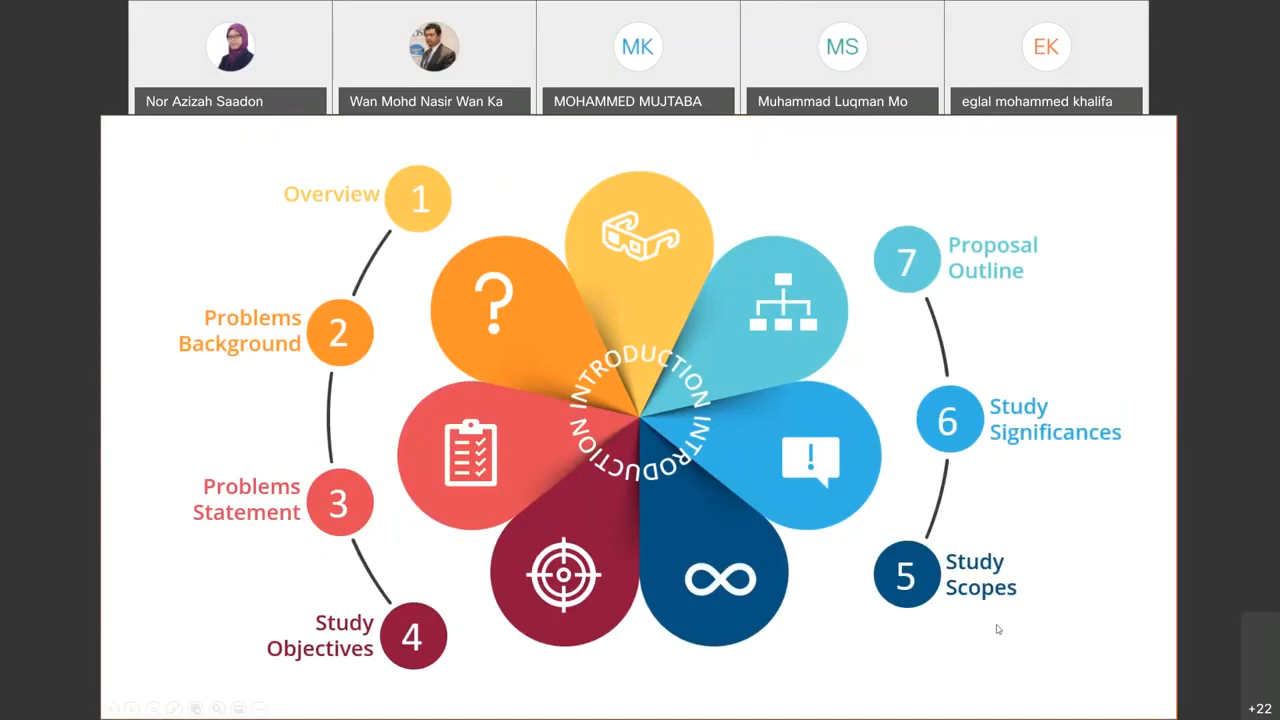 MK
MS
EK
Nor Azizah Saadon
Wan Mohd Nasir Wan Ka
MOHAMMED MUJTABA
Muhammad Luqman Mo
eglal mohammed khalifa
Overview
1
Problems
Background
2
Problems
Statement
3
Study
Objectives
4
INTRODUCTION INTRODUCTION
!
?
7
Proposal
Outline
6
Study
Significances
5
Study
Scopes
+22